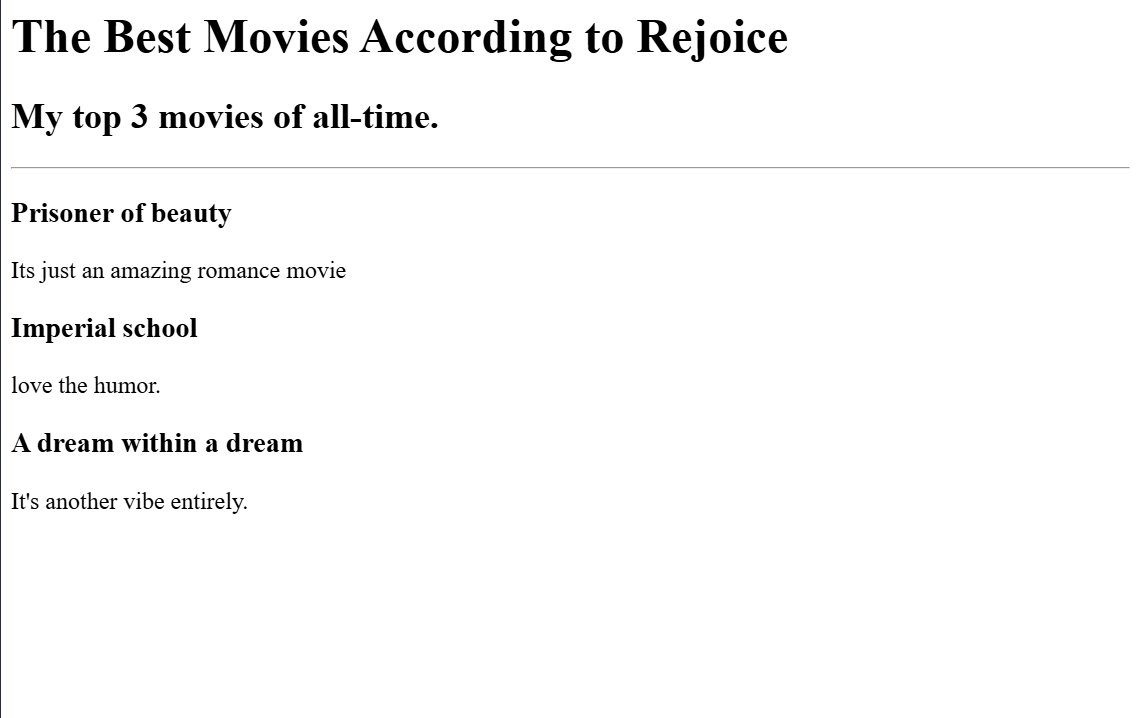 The Best Movies According to Rejoice
My top 3 movies of all-time.
Prisoner of beauty
Its just an amazing romance movie
Imperial school
love the humor.
A dream within a dream
It's another vibe entirely.